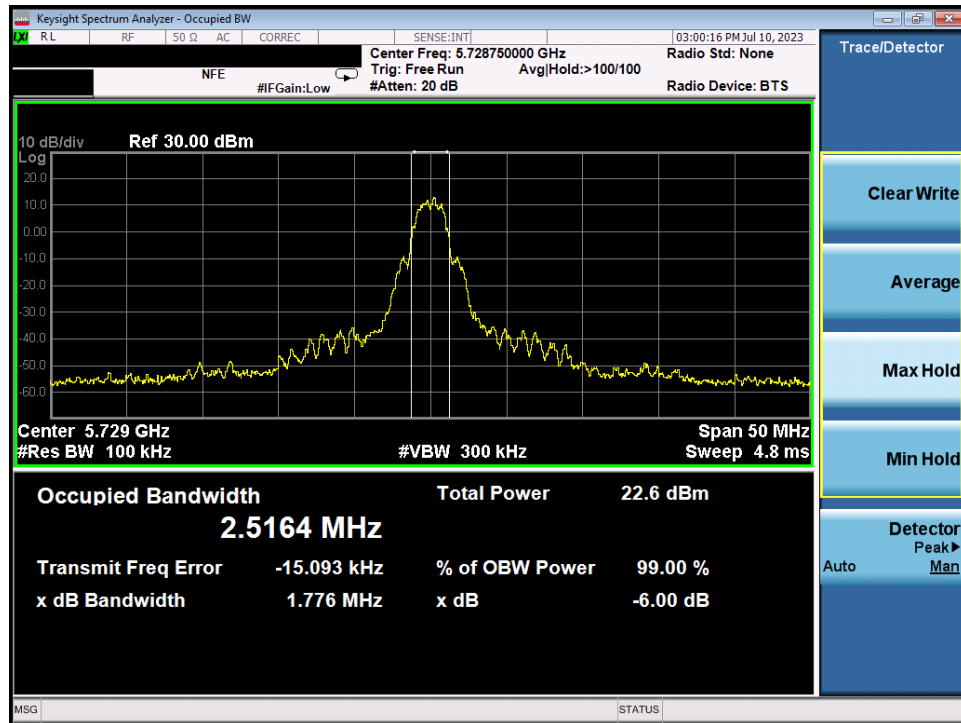 Keysight Spectrum Analyzer - Occupied BW
LXI RL RF 50 Ω AC CORREC SENSE:INT 03:00:16 PM Jul 10, 2023
Center Freq: 5.728750000 GHz Radio Std: None
NFE Trig: Free Run Avg|Hold:>100/100
#IFGain:Low #Atten: 20 dB Radio Device: BTS
10 dB/div Ref 30.00 dBm
Log
20.0
10.0
0.00
-10.0
-20.0
-30.0
-40.0
-50.0
-60.0
Center 5.729 GHz Span 50 MHz
#Res BW 100 kHz #VBW 300 kHz Sweep 4.8 ms
Occupied Bandwidth Total Power 22.6 dBm
2.5164 MHz
Transmit Freq Error -15.093 kHz % of OBW Power 99.00 %
x dB Bandwidth 1.776 MHz x dB -6.00 dB
MSG STATUS
Trace/Detector
Clear Write
Average
Max Hold
Min Hold
Detector
Peak▶
Auto Man